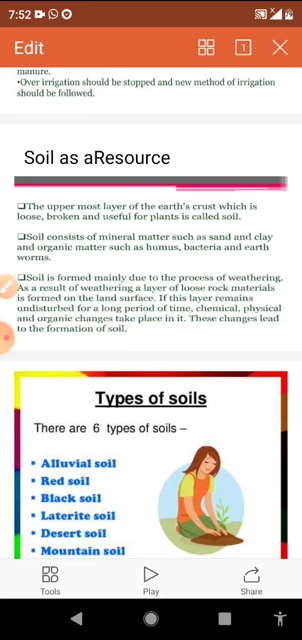 7:52
Edit
1
manure.
•Over irrigation should be stopped and new method of irrigation
should be followed.
Soil as aResource
❑The upper most layer of the earth's crust which is
loose, broken and useful for plants is called soil.
❑Soil consists of mineral matter such as sand and clay
and organic matter such as humus, bacteria and earth
worms.
❑Soil is formed mainly due to the process of weathering.
As a result of weathering a layer of loose rock materials
is formed on the land surface. If this layer remains
undisturbed for a long period of time, chemical, physical
and organic changes take place in it. These changes lead
to the formation of soil.
Types of soils
There are 6 types of soils –
▪ Alluvial soil
▪ Red soil
▪ Black soil
▪ Laterite soil
▪ Desert soil
▪ Mountain soil
Tools
Play
Share